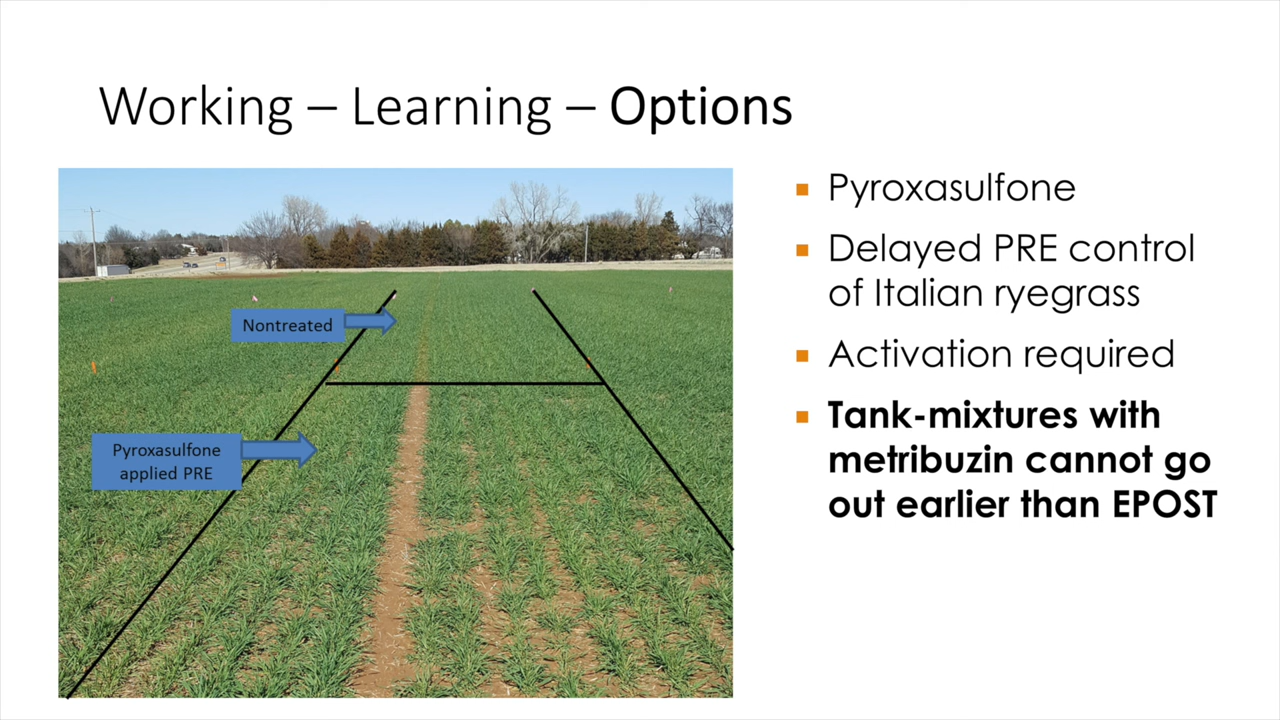 Working – Learning – Options
Nontreated
Pyroxasulfone
applied PRE
Pyroxasulfone
Delayed PRE control
of Italian ryegrass
Activation required
Tank-mixtures with
metribuzin cannot go
out earlier than EPOST